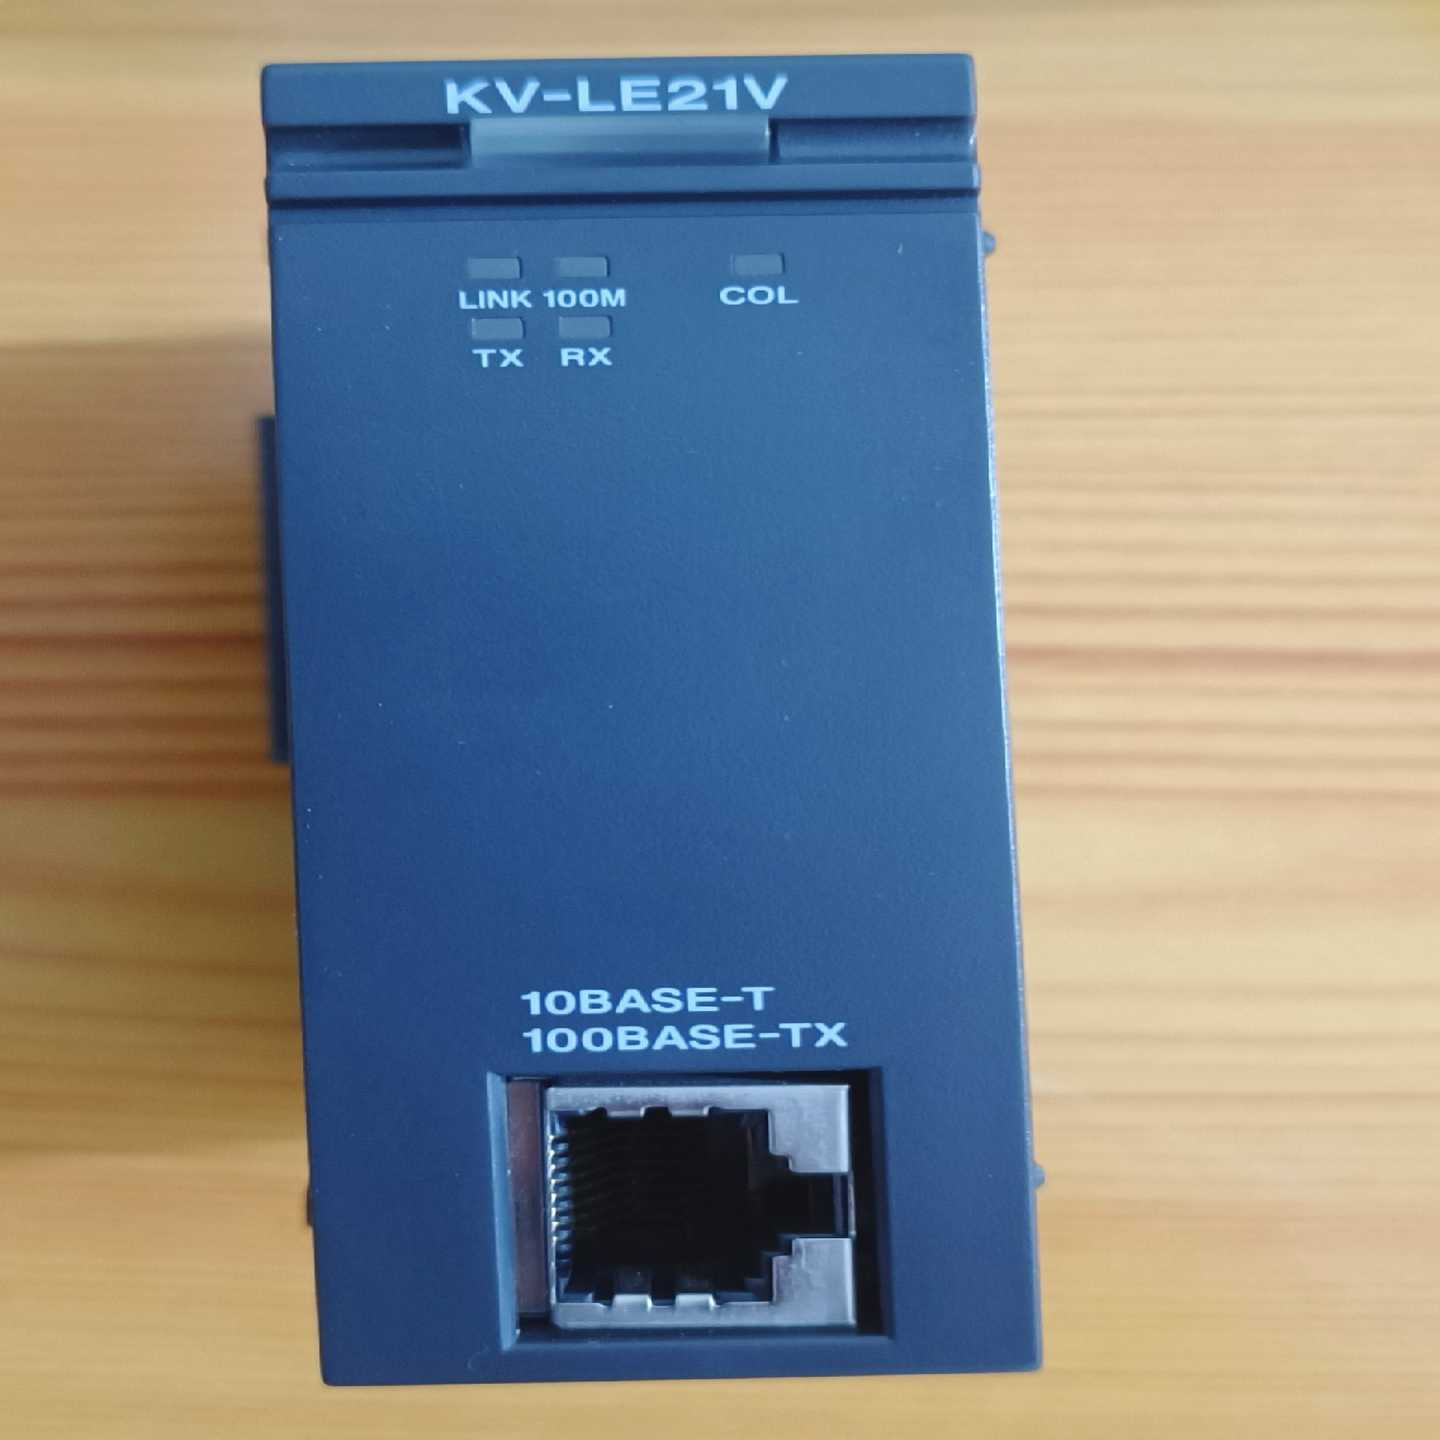 KV-LE21V
LINK 100M COL
TX RX
10BASE-T
100BASE-TX